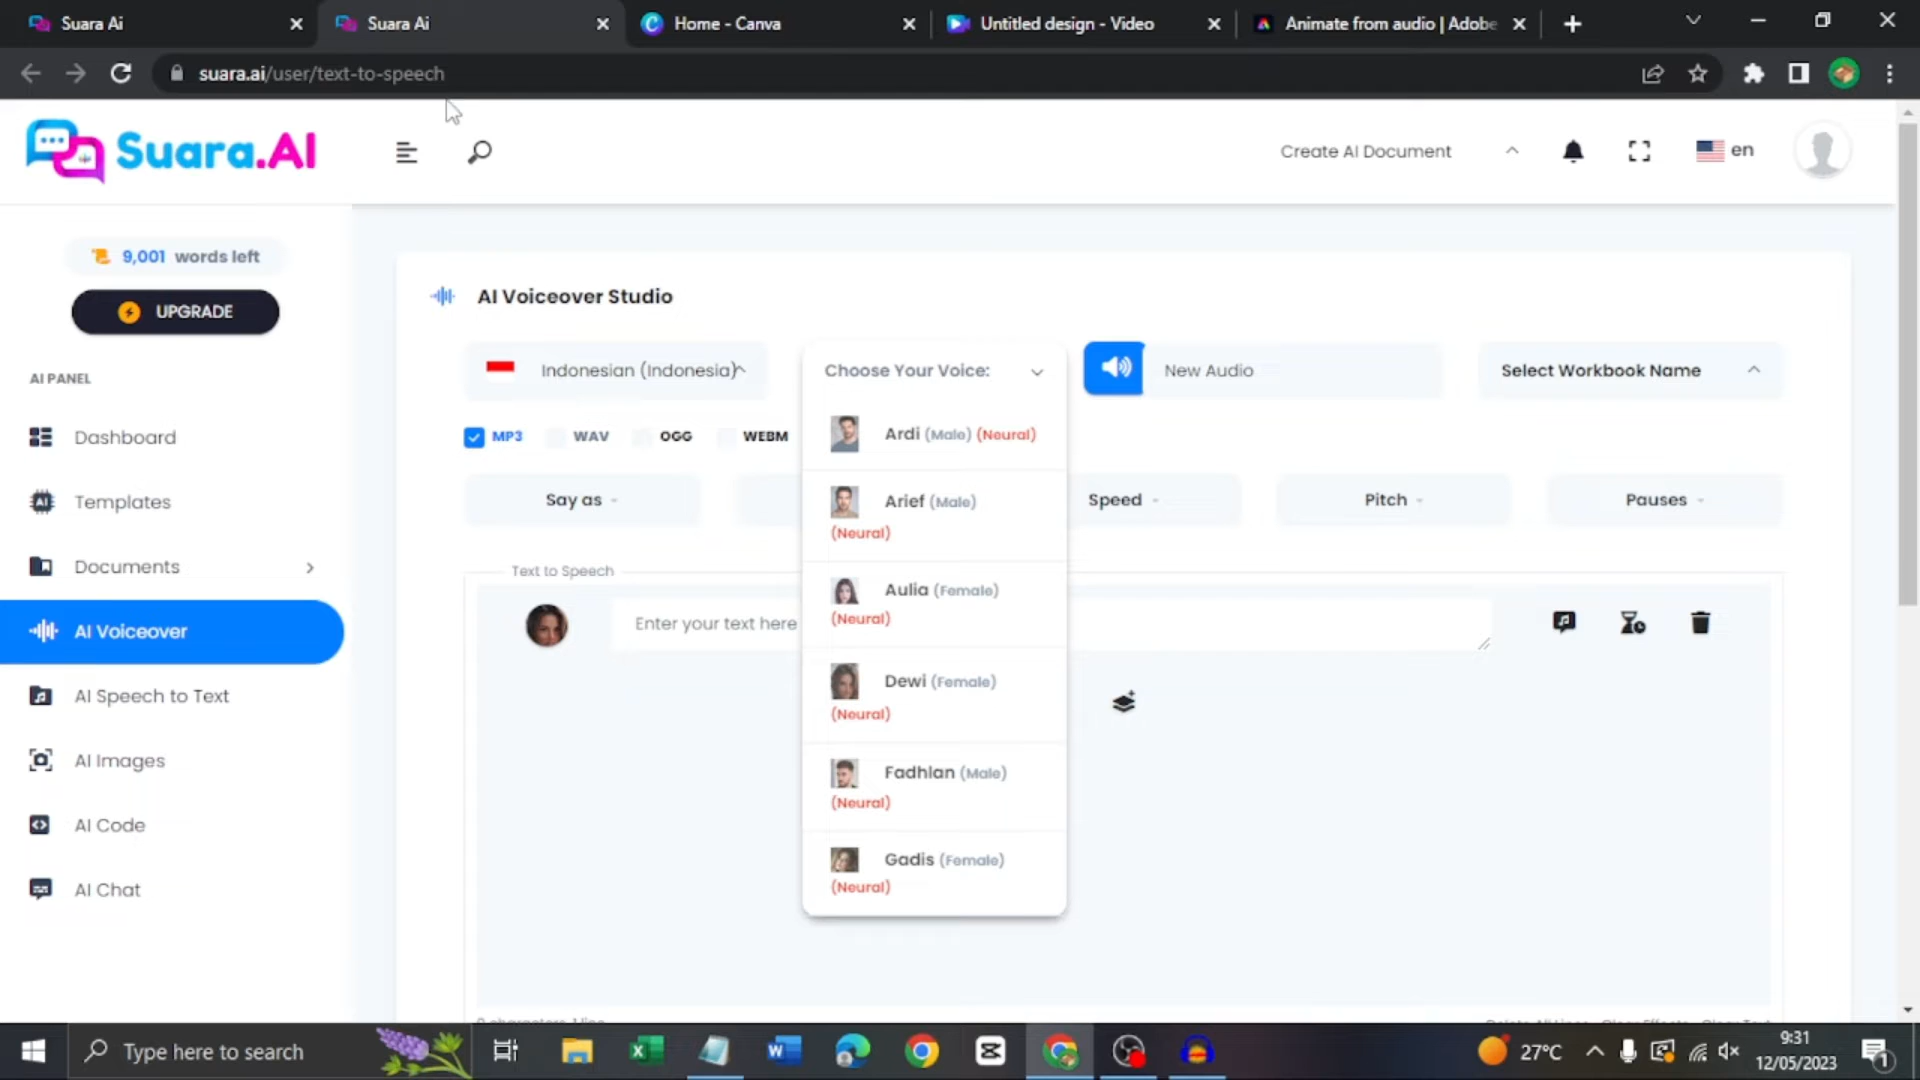 Suara Ai
Suara Ai
Home - Canva
Untitled design - Video
Animate from audio | Adobe
suara.ai/user/text-to-speech
Suara.AI
Create AI Document
en
9,001 words left
UPGRADE
AI PANEL
Dashboard
Templates
Documents
AI Voiceover
AI Speech to Text
AI Images
AI Code
AI Chat
AI Voiceover Studio
Indonesian (Indonesia)
Choose Your Voice:
New Audio
Select Workbook Name
MP3
WAV
OGG
WEBM
Ardi (Male) (Neural)
Arief (Male)
(Neural)
Aulia (Female)
(Neural)
Dewi (Female)
(Neural)
Fadhlan (Male)
(Neural)
Gadis (Female)
(Neural)
Say as
Speed
Pitch
Pauses
Text to Speech
Enter your text here
Type here to search
27°C
9:31
12/05/2023
1